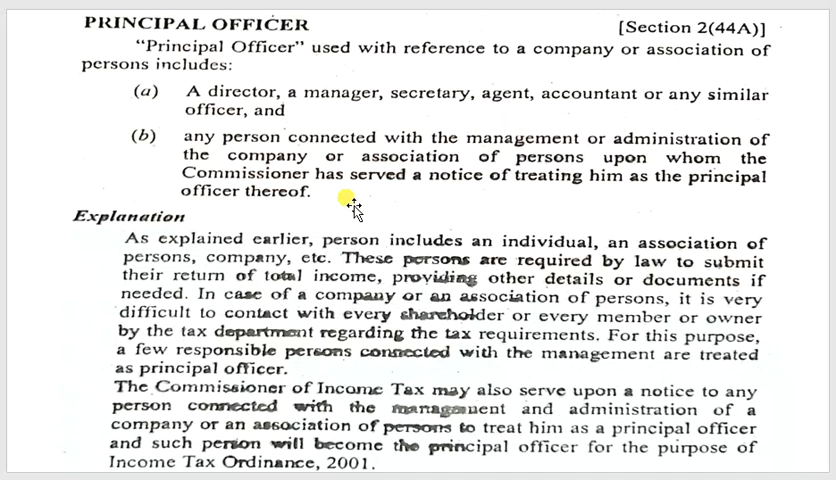 PRINCIPAL OFFICER [Section 2(44A)]
"Principal Officer" used with reference to a company or association of
persons includes:
(a) A director, a manager, secretary, agent, accountant or any similar
officer, and
(b) any person connected with the management or administration of
the company or association of persons upon whom the
Commissioner has served a notice of treating him as the principal
officer thereof.
Explanation
As explained earlier, person includes an individual, an association of
persons, company, etc. These persons are required by law to submit
their return of total income, providing other details or documents if
needed. In case of a company or an association of persons, it is very
difficult to contact with every shareholder or every member or owner
by the tax department regarding the tax requirements. For this purpose,
a few responsible persons connected with the management are treated
as principal officer.
The Commissioner of Income Tax may also serve upon a notice to any
person connected with the management and administration of a
company or an association of persons to treat him as a principal officer
and such person will become the principal officer for the purpose of
Income Tax Ordinance, 2001.